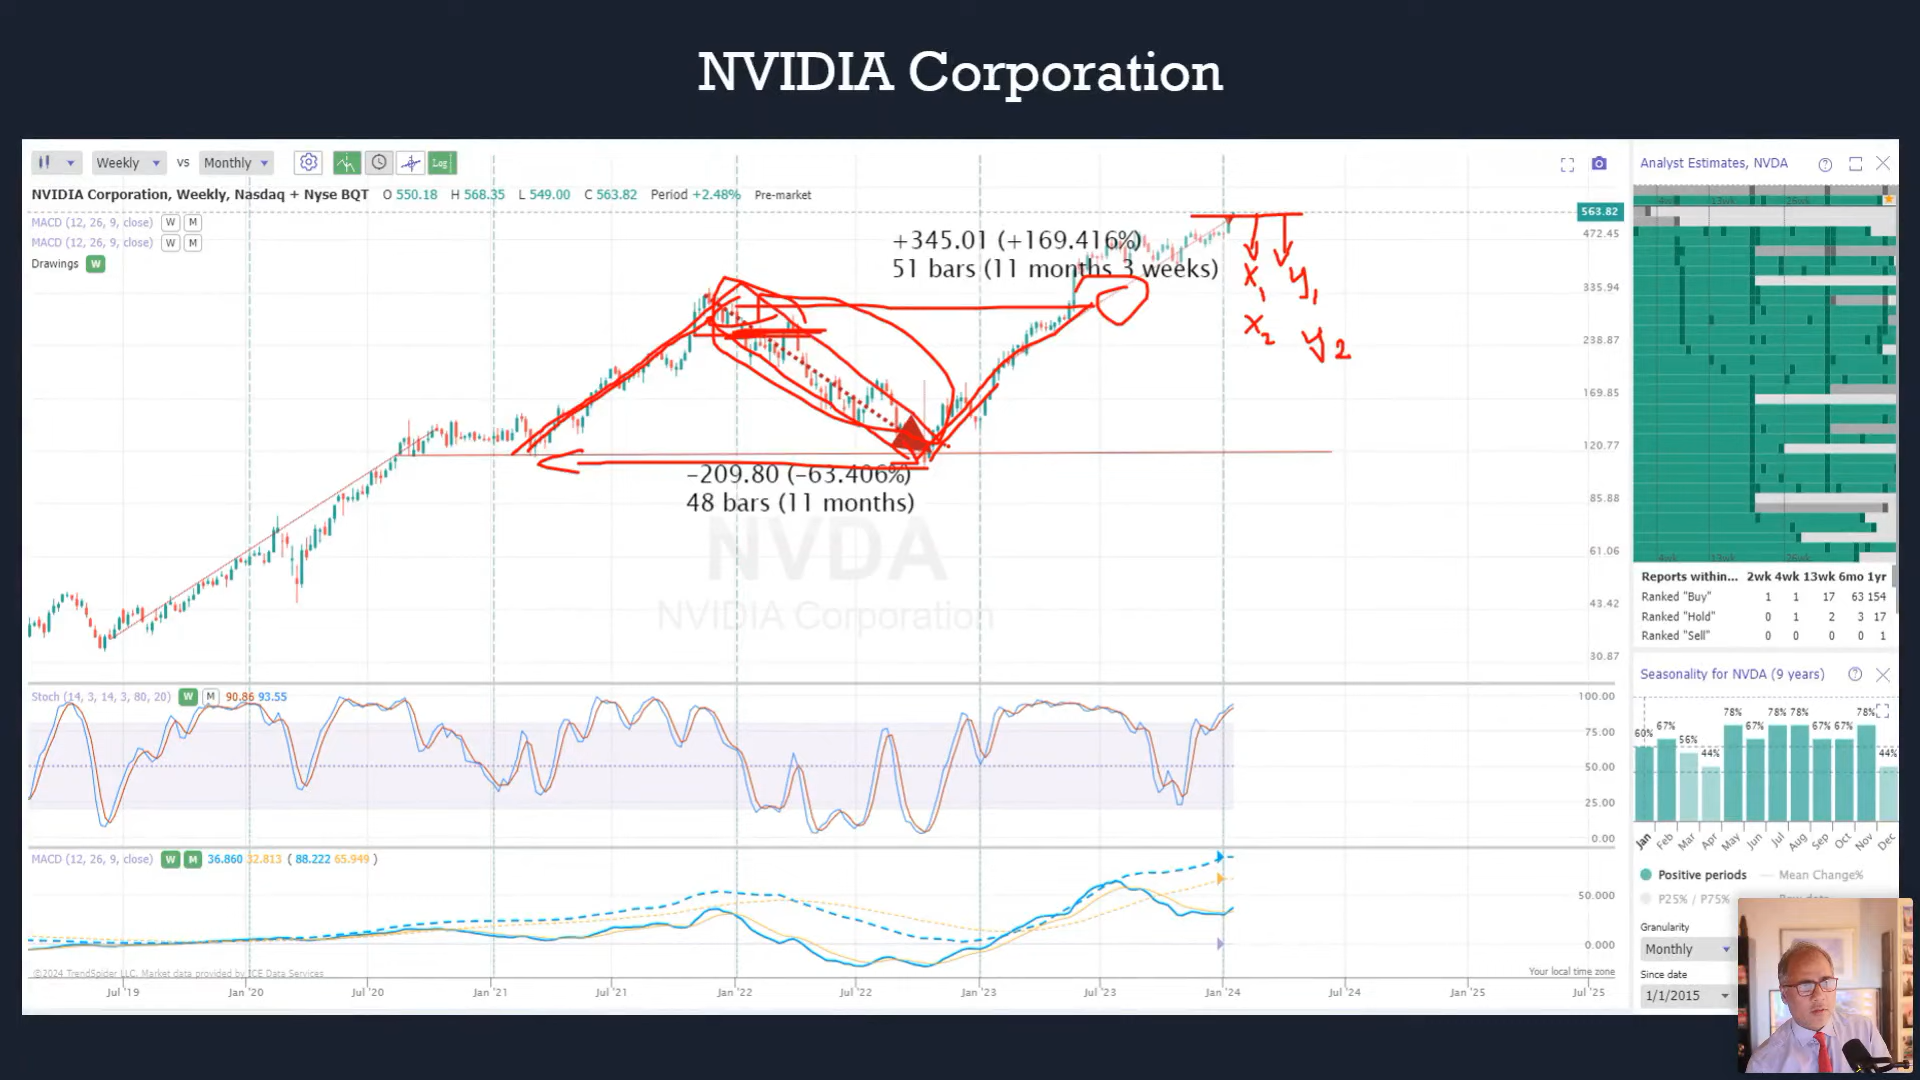 NVIDIA Corporation
Weekly vs Monthly Log
Analyst Estimates, NVDA
NVIDIA Corporation, Weekly, Nasdaq + Nyse BQT O 550.18 H 568.35 L 549.00 C 563.82 Period +2.48% Pre-market
MACD (12, 26, 9, close) W M
MACD (12, 26, 9, close) W M
Drawings W
+345.01 (+169.416%)
51 bars (11 months 3 weeks)
x1 y1
x2 y2
-209.80 (-63.406%)
48 bars (11 months)
NVDA
NVIDIA Corporation
563.82
472.45
335.94
238.87
169.85
120.77
85.88
61.06
43.42
30.87
4wk 13wk 26wk
4wk 13wk 26wk
Reports within... 2wk 4wk 13wk 6mo 1yr
Ranked "Buy" 1 1 17 63 154
Ranked "Hold" 0 1 2 3 17
Ranked "Sell" 0 0 0 0 1
Seasonality for NVDA (9 years)
60% 67% 56% 44% 78% 67% 78% 78% 67% 67% 78% 44%
Jan Feb Mar Apr May Jun Jul Aug Sep Oct Nov Dec
Positive periods Mean Change%
P25% / P75%
Granularity
Monthly
Since date
1/1/2015
Stoch (14, 3, 14, 3, 80, 20) W M 90.86 93.55
100.00
75.00
50.00
25.00
0.00
MACD (12, 26, 9, close) W M 36.860 32.813 ( 88.222 65.949 )
50.000
0.000
©2024 TrendSpider LLC. Market data provided by ICE Data Services
Your local time zone
Jul '19 Jan '20 Jul '20 Jan '21 Jul '21 Jan '22 Jul '22 Jan '23 Jul '23 Jan '24 Jul '24 Jan '25 Jul '25